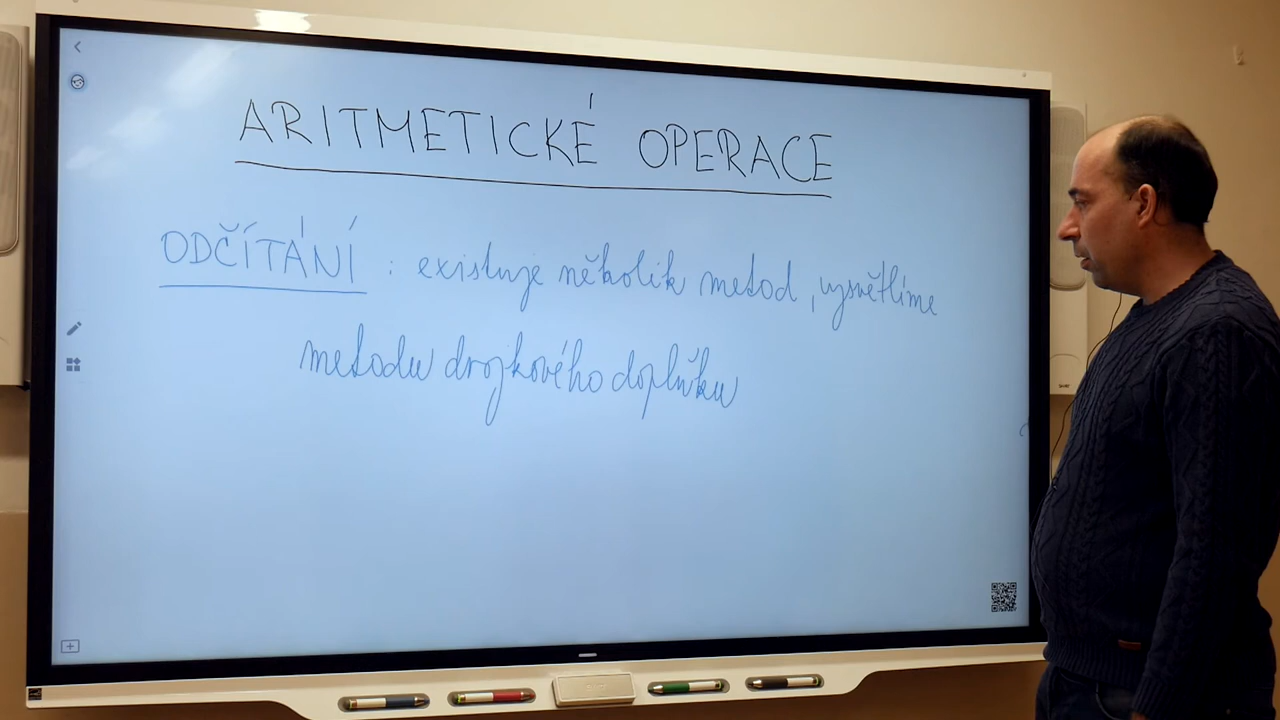 ARITMETICKÉ OPERACE
ODČÍTÁNÍ : existuje několik metod, vysvětlíme
metodu dvojkového doplňku